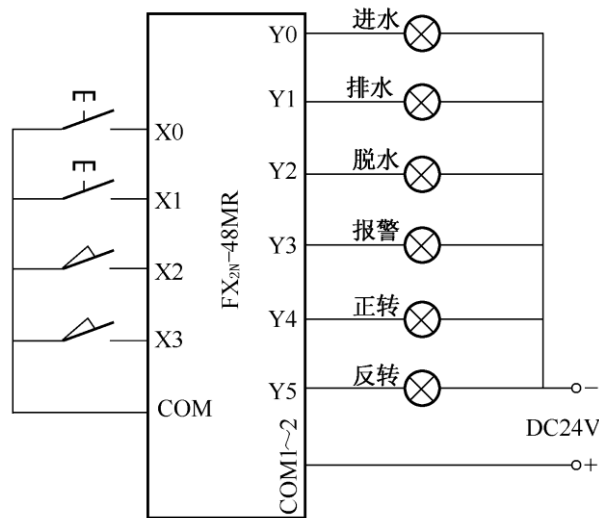 X0
X1
X2
X3
COM
FX2N-48MR
Y0
Y1
Y2
Y3
Y4
Y5
COM1~2
进水
排水
脱水
报警
正转
反转
−
DC24V
+